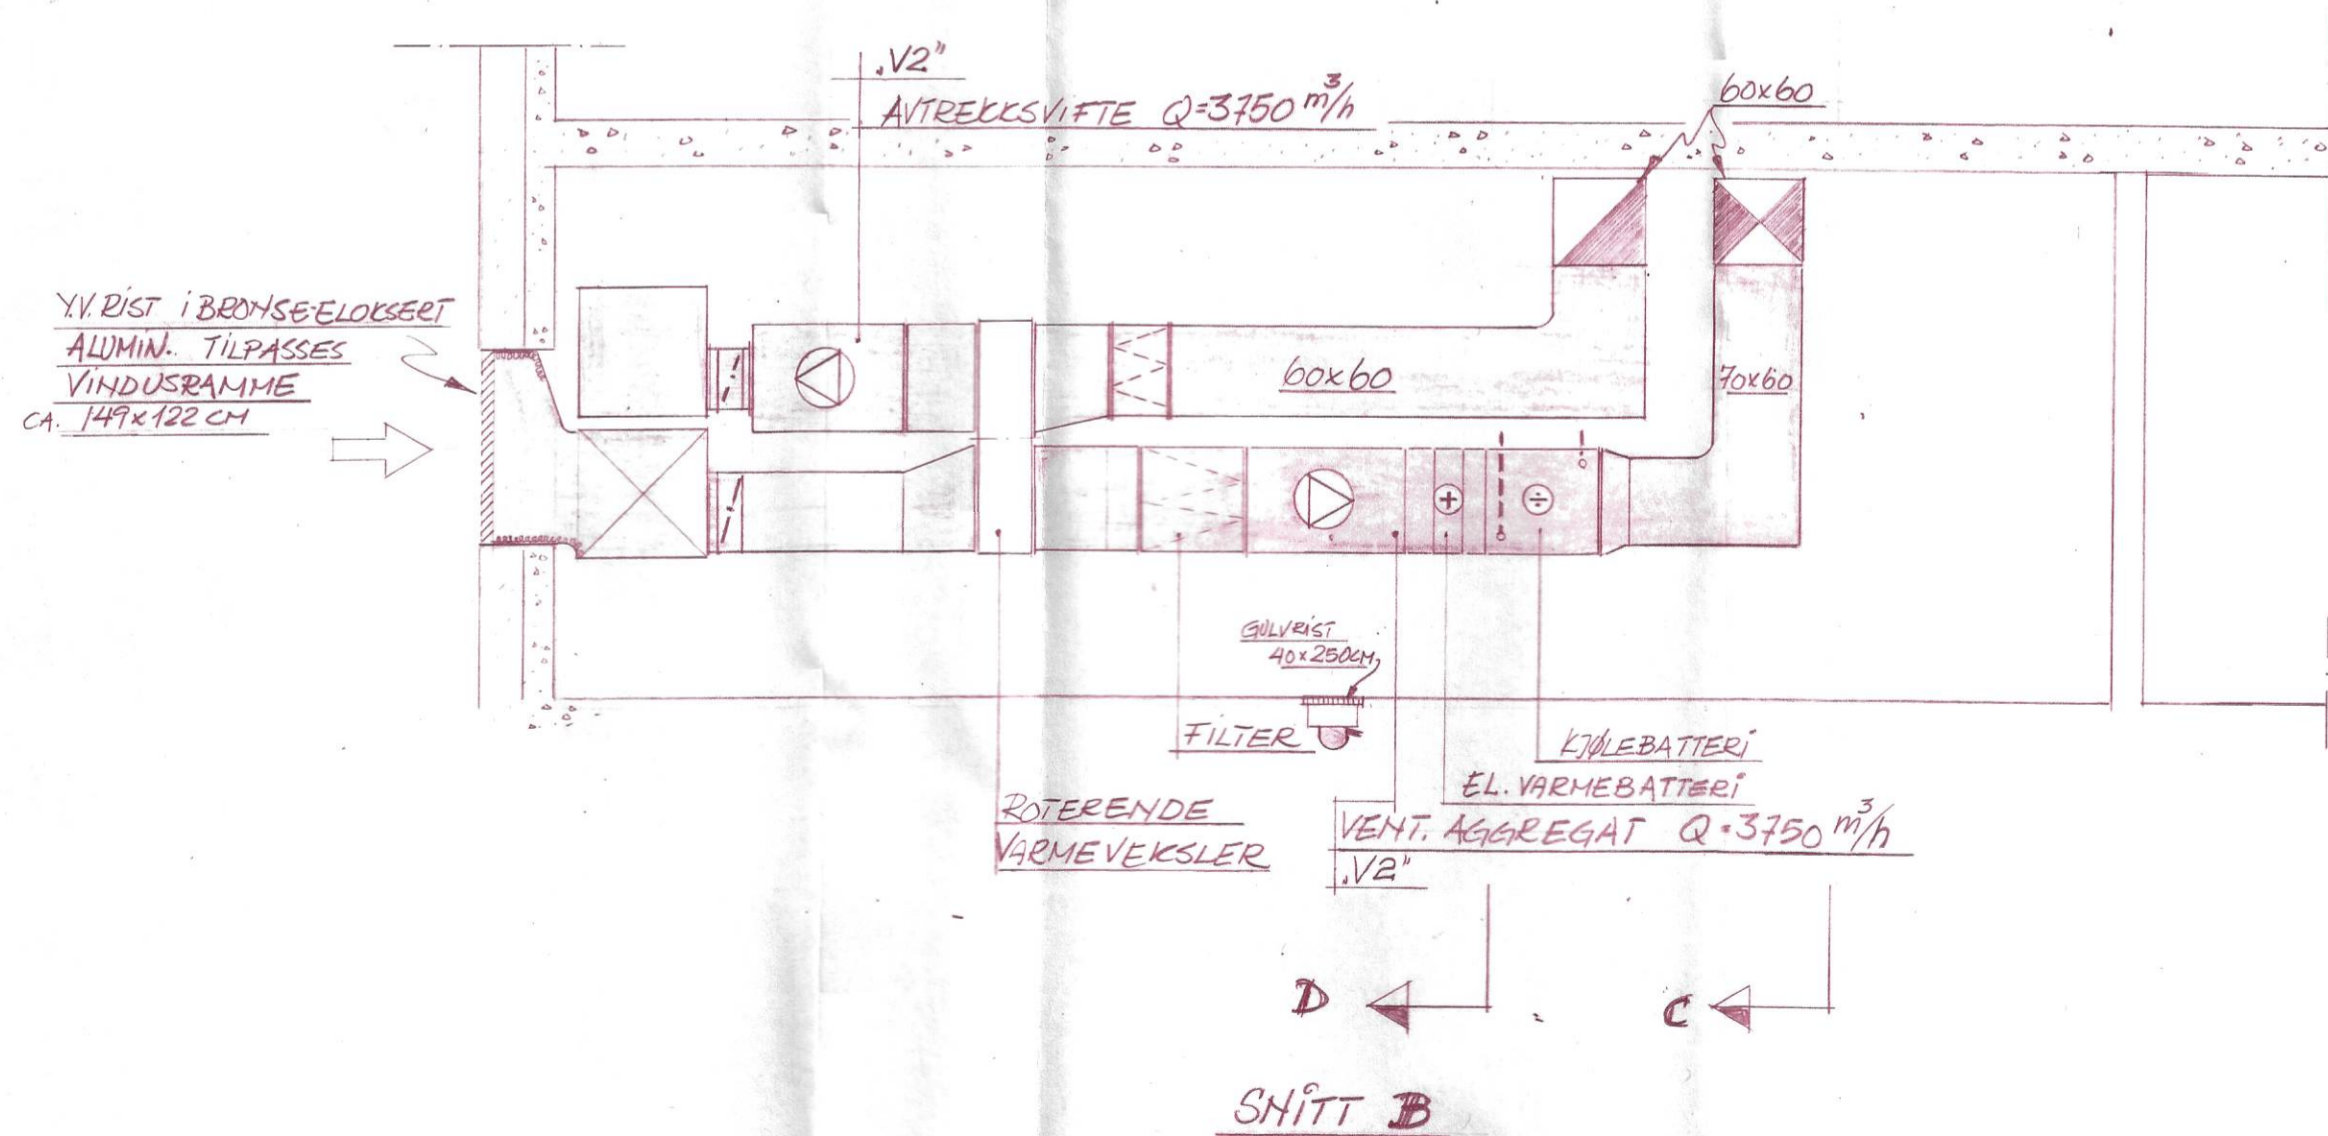 „V2"
AVTREKKSVIFTE Q=3750 m³/h
60x60
Y.V. RIST I BRONSE-ELOKSERT
ALUMIN. TILPASSES
VINDUSRAMME
CA. 149x122 CM
60x60
70x60
GULVRIST
40x250CM
FILTER
KJØLEBATTERI
EL. VARMEBATTERI
ROTERENDE
VARMEVEKSLER
VENT. AGGREGAT Q=3750 m³/h
„V2"
D
C
SNITT B